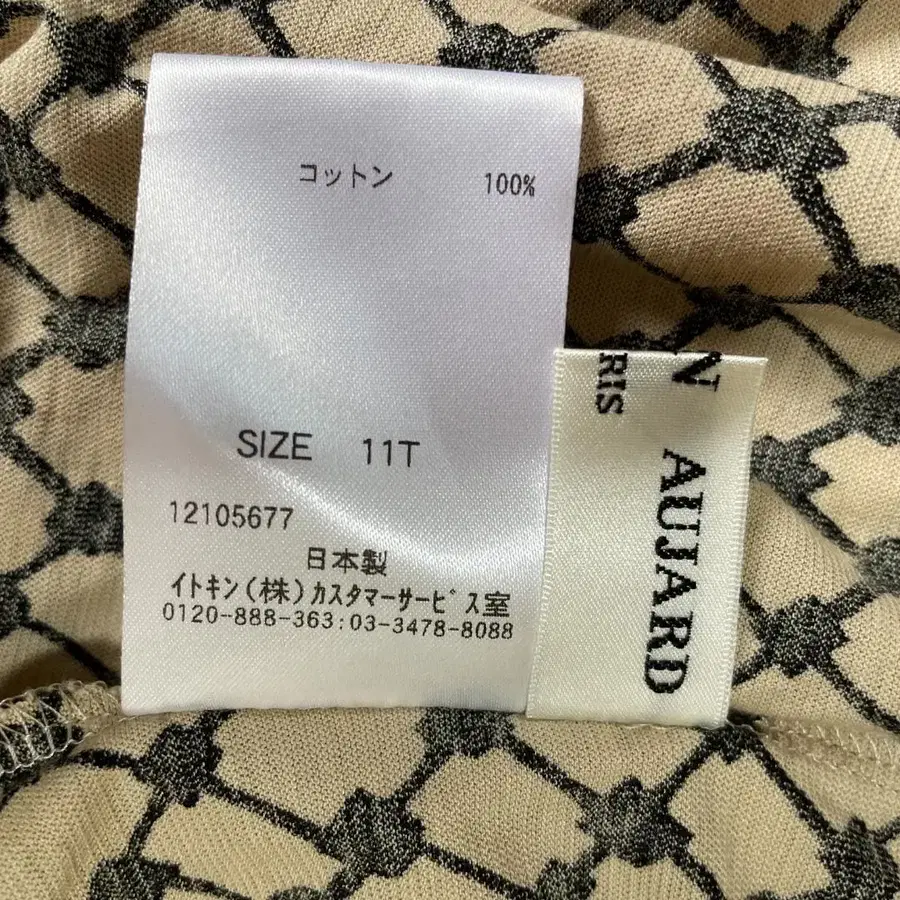 コットン 100%
SIZE 11T
12105677
日本製
イトキン(株)カスタマーサービス室
0120-888-363:03-3478-8088
N AUJARD
RIS